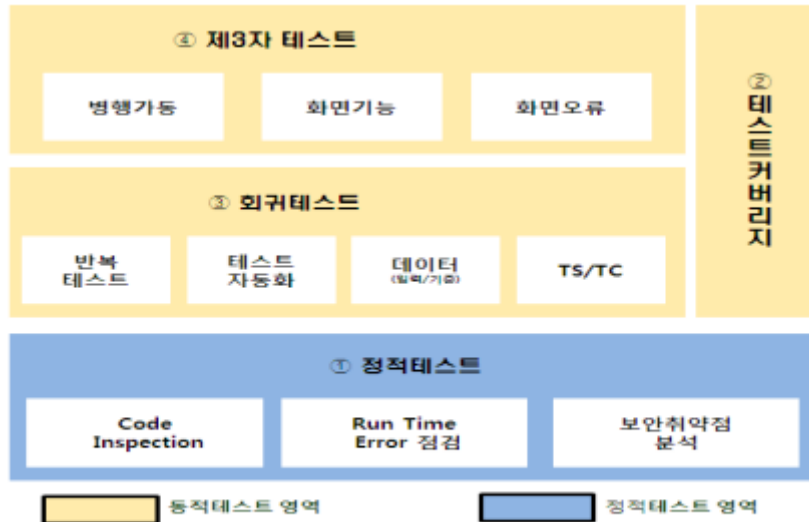 ④ 제3자 테스트
병행가동
화면기능
화면오류
② 테스트커버리지
③ 회귀테스트
반복
테스트
테스트
자동화
데이터
(입력/기준)
TS/TC
① 정적테스트
Code
Inspection
Run Time
Error 점검
보안취약점
분석
동적테스트 영역
정적테스트 영역